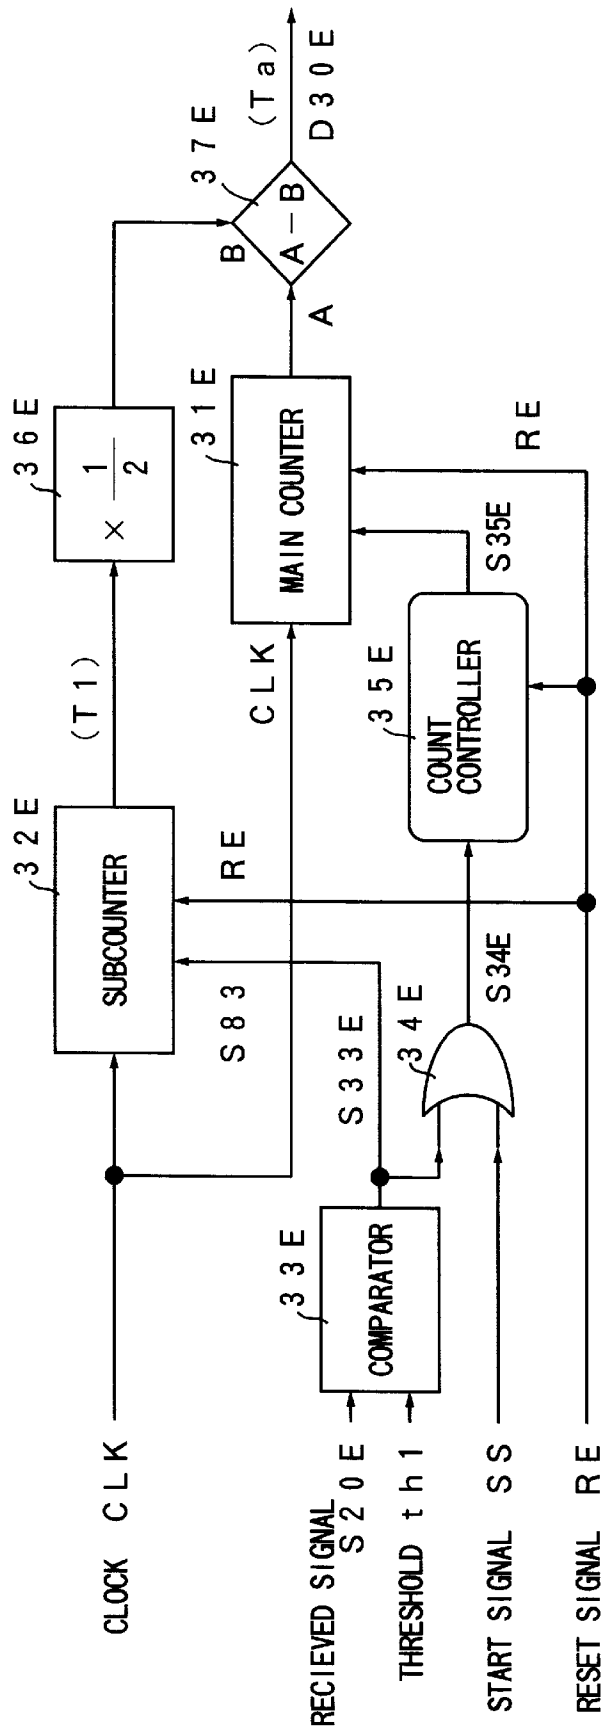 CLOCK CLK
RECIEVED SIGNAL
S20E
THRESHOLD th1
START SIGNAL SS
RESET SIGNAL RE
33E
COMPARATOR
S33E
34E
S34E
S83
RE
32E
SUBCOUNTER
(T1)
35E
COUNT
CONTROLLER
S35E
CLK
36E
× 1
2
31E
MAIN COUNTER
RE
A
B
37E
A－B
(Ta)
D30E